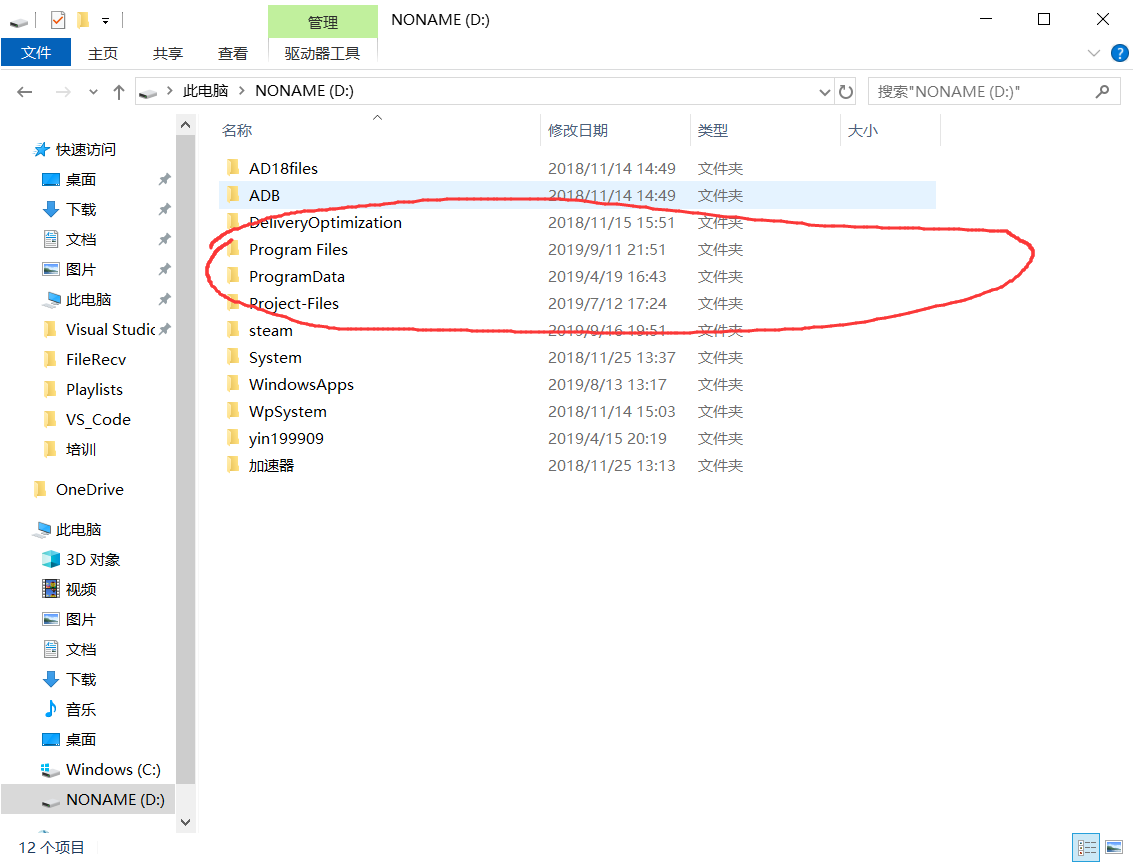 管理
NONAME (D:)
文件
主页
共享
查看
驱动器工具
?
此电脑
NONAME (D:)
搜索"NONAME (D:)"
快速访问
桌面
下载
文档
图片
此电脑
Visual Studic
FileRecv
Playlists
VS_Code
培训
OneDrive
此电脑
3D 对象
视频
图片
文档
下载
音乐
桌面
Windows (C:)
NONAME (D:)
名称 修改日期 类型 大小
AD18files 2018/11/14 14:49 文件夹
ADB 2018/11/14 14:49 文件夹
DeliveryOptimization 2018/11/15 15:51 文件夹
Program Files 2019/9/11 21:51 文件夹
ProgramData 2019/4/19 16:43 文件夹
Project-Files 2019/7/12 17:24 文件夹
steam 2019/9/16 19:51 文件夹
System 2018/11/25 13:37 文件夹
WindowsApps 2019/8/13 13:17 文件夹
WpSystem 2018/11/14 15:03 文件夹
yin199909 2019/4/15 20:19 文件夹
加速器 2018/11/25 13:13 文件夹
12 个项目